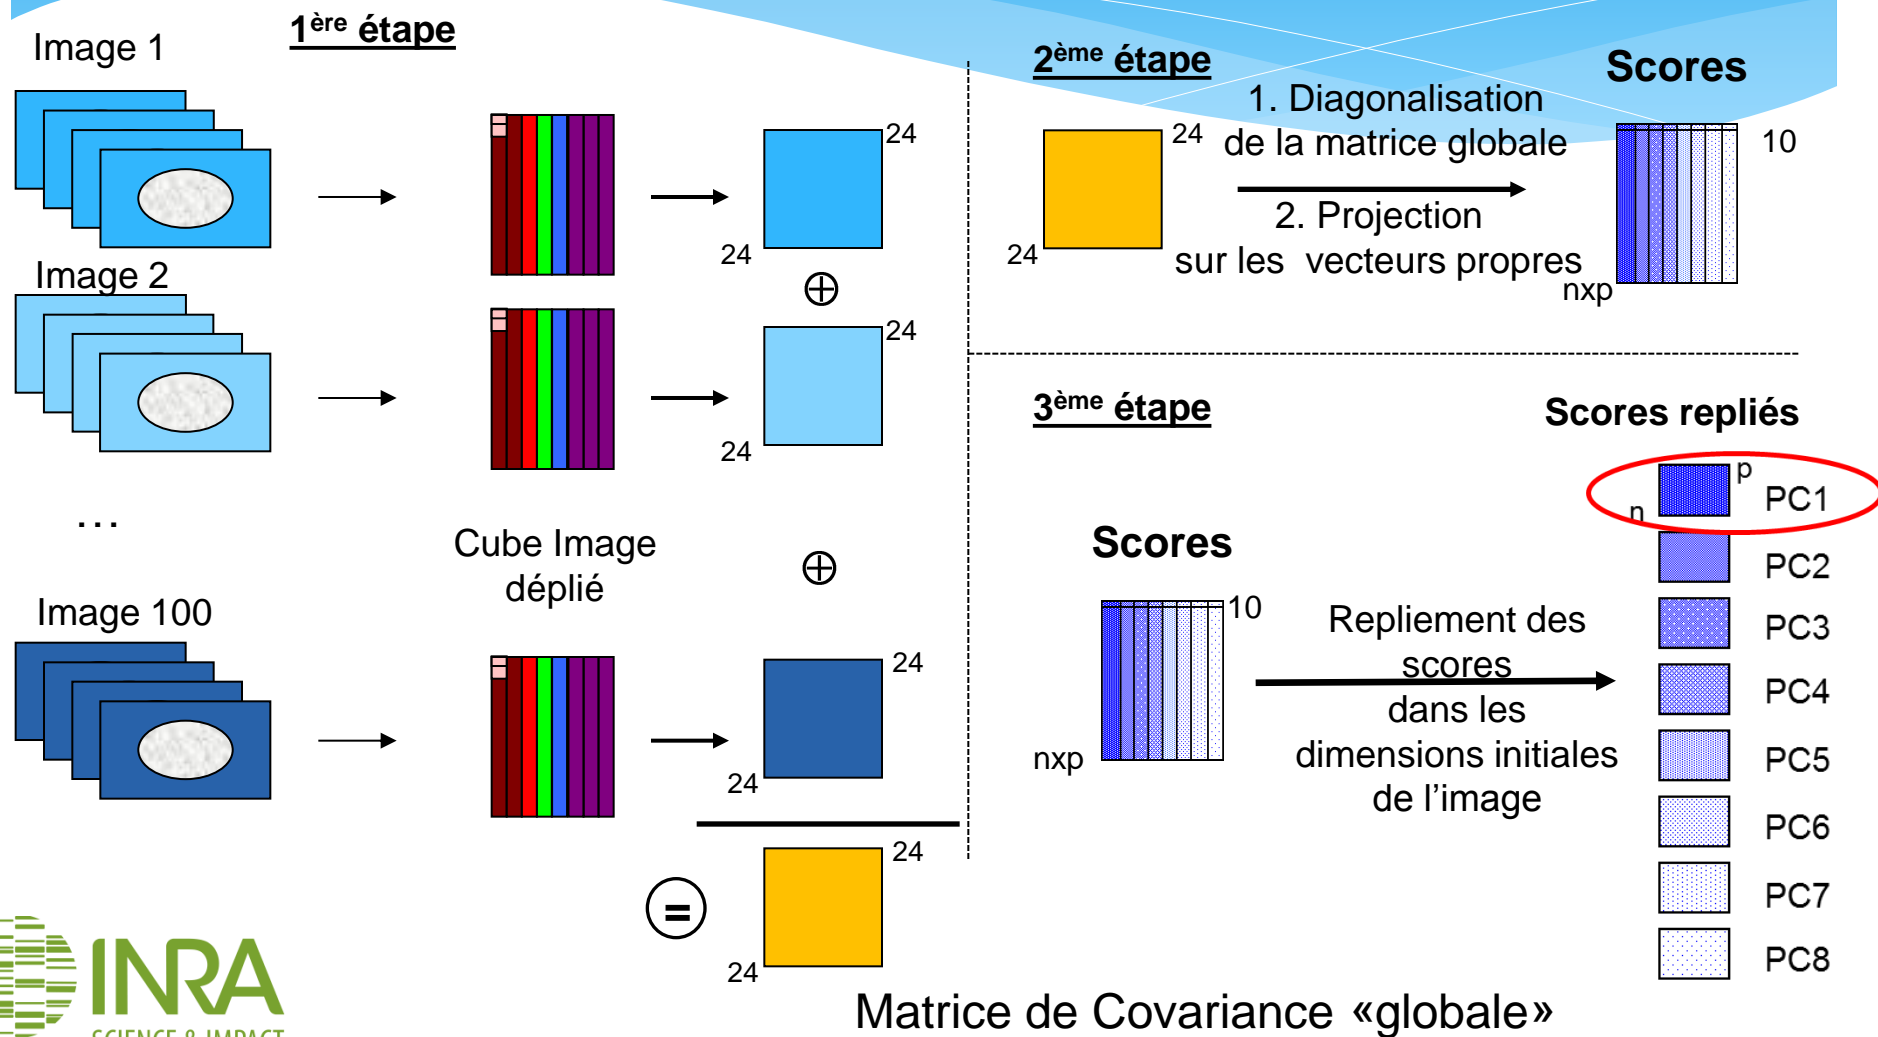 1ère étape
Image 1
24
24
⊕
Image 2
24
24
...
Cube Image
déplié
⊕
Image 100
24
24
=
24
24
Matrice de Covariance «globale»
2ème étape
24
24
1. Diagonalisation
de la matrice globale
2. Projection
sur les vecteurs propres
Scores
10
nxp
3ème étape
Scores
10
nxp
Repliement des
scores
dans les
dimensions initiales
de l’image
Scores repliés
p
n
PC1
PC2
PC3
PC4
PC5
PC6
PC7
PC8
INRA
SCIENCE & IMPACT